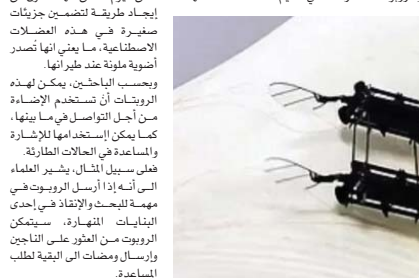 إيجاد طريقة لتضمين جزيئات
صغيرة في هذه العضلات
الاصطناعية، ما يعني انها تُصدر
أضوية ملونة عند طيرانها.
وبحسب الباحثين، يمكن لهذه
الروبتات أن تستخدم الإضاءة
من أجل التواصل في ما بينها،
كما يمكن إستخدامها للإشارة
والمساعدة في الحالات الطارئة.
فعلى سبيل المثال، يشير العلماء
الى أنه إذا أرسل الروبوت في
مهمة للبحث والإنقاذ في إحدى
البنايات المنهارة، سيتمكن
الروبوت من العثور على الناجين
وإرسال ومضات الى البقية لطلب
المساعدة.